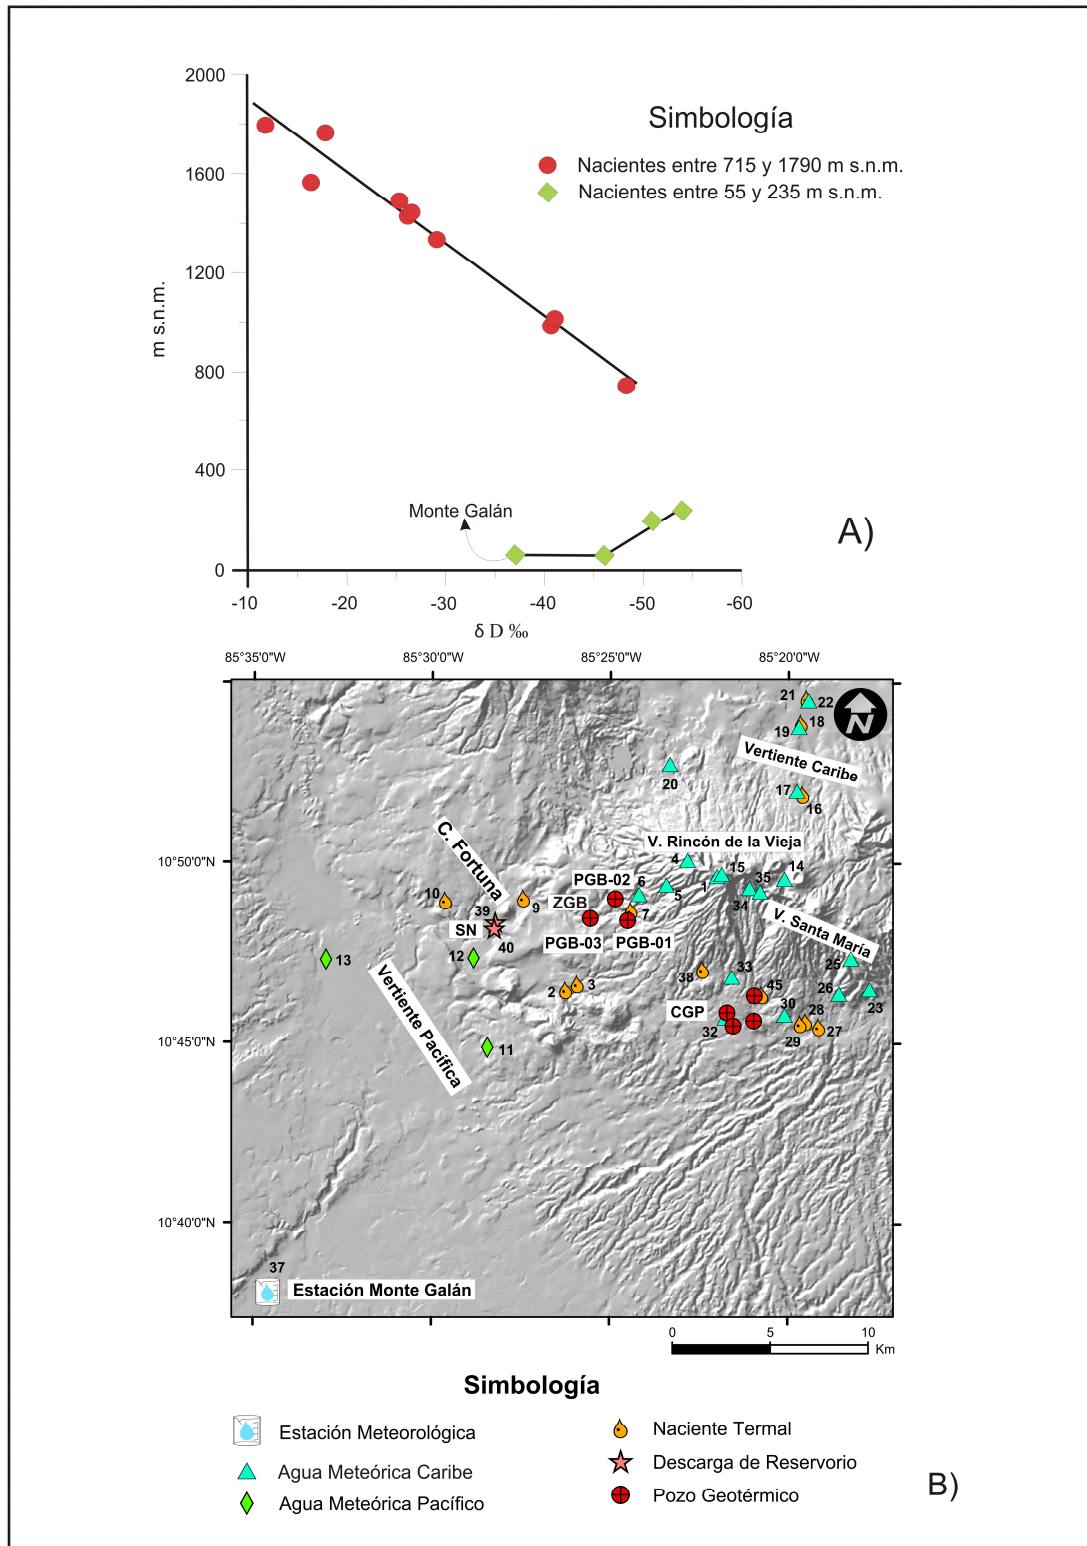 2000
1600
1200
800
400
0
m s.n.m.
Simbología
Nacientes entre 715 y 1790 m s.n.m.
Nacientes entre 55 y 235 m s.n.m.
Monte Galán
A)
-10 -20 -30 -40 -50 -60
δ D ‰
85°35'0"W 85°30'0"W 85°25'0"W 85°20'0"W
21 22
19 18
Vertiente Caribe
20
17 16
C. Fortuna
V. Rincón de la Vieja
10°50'0"N
4 15 14
PGB-02 6 1 35
10 ZGB 5 34
39 9 7
SN
40 PGB-03 PGB-01
V. Santa María
13 12
25
38 33
2 3 45 26 23
Vertiente Pacífica
CGP 30 28
32 29 27
10°45'0"N
11
10°40'0"N
37
Estación Monte Galán
N
0 5 10
Km
Simbología
Estación Meteorológica
Agua Meteórica Caribe
Agua Meteórica Pacífico
Naciente Termal
Descarga de Reservorio
Pozo Geotérmico
B)